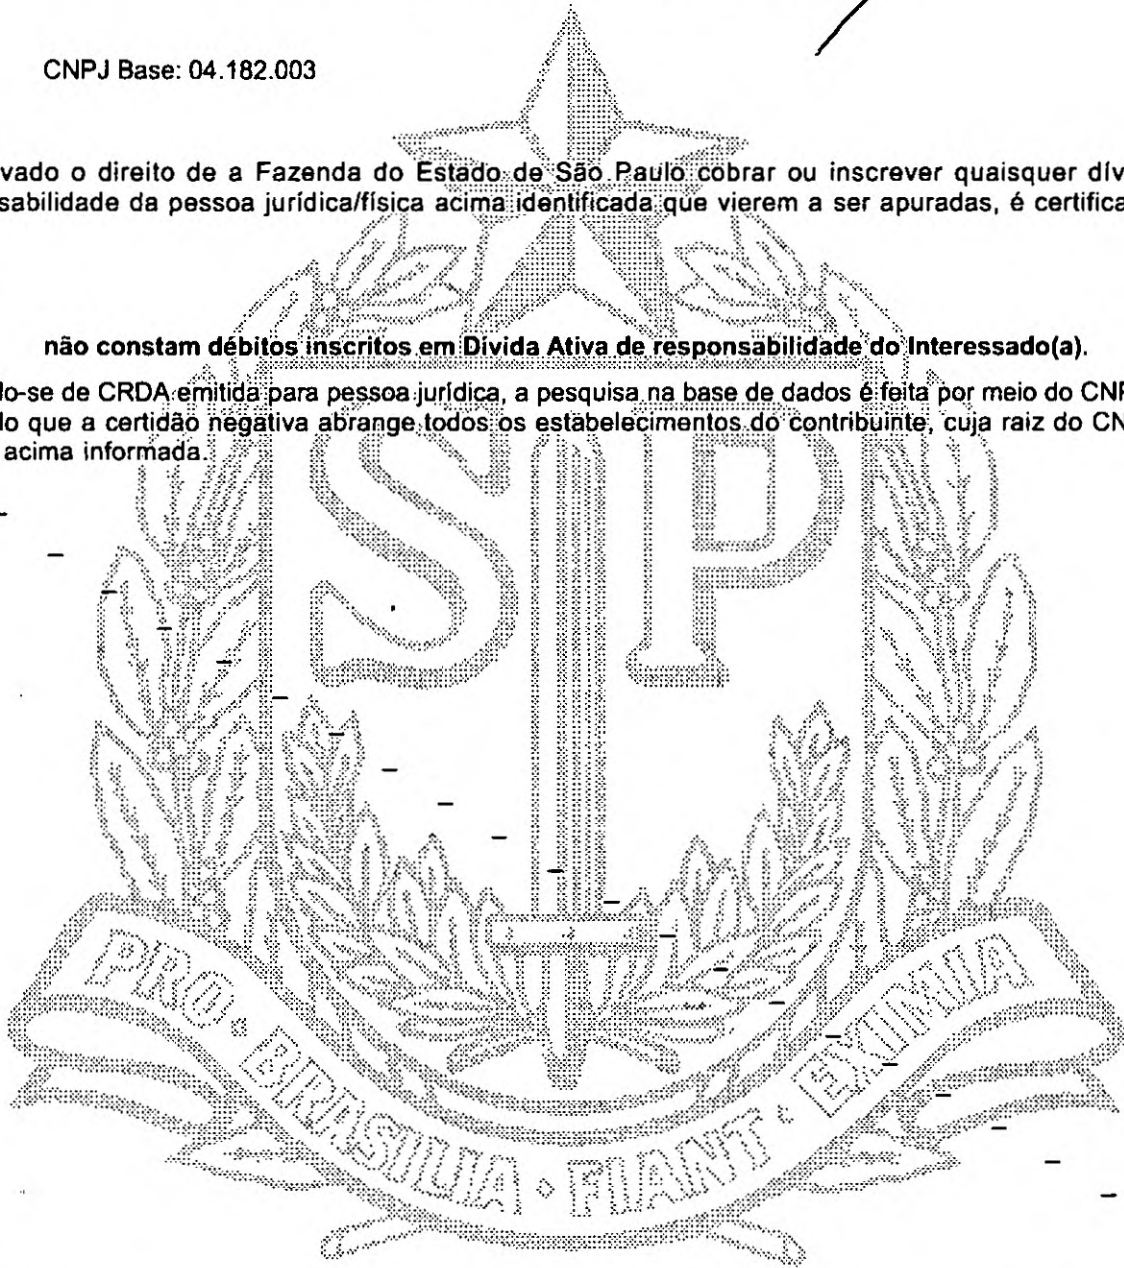 CNPJ Base: 04.182.003
vado o direito de a Fazenda do Estado de São Paulo cobrar ou inscrever quaisquer dív
sabilidade da pessoa jurídica/física acima identificada que vierem a ser apuradas, é certifica
não constam débitos inscritos em Dívida Ativa de responsabilidade do Interessado(a).
do-se de CRDA emitida para pessoa jurídica, a pesquisa na base de dados é feita por meio do CNP
do que a certidão negativa abrange todos os estabelecimentos do contribuinte, cuja raiz do CN
acima informada.
SP
PRO · BRASILIA · FIANT · EXIMIA